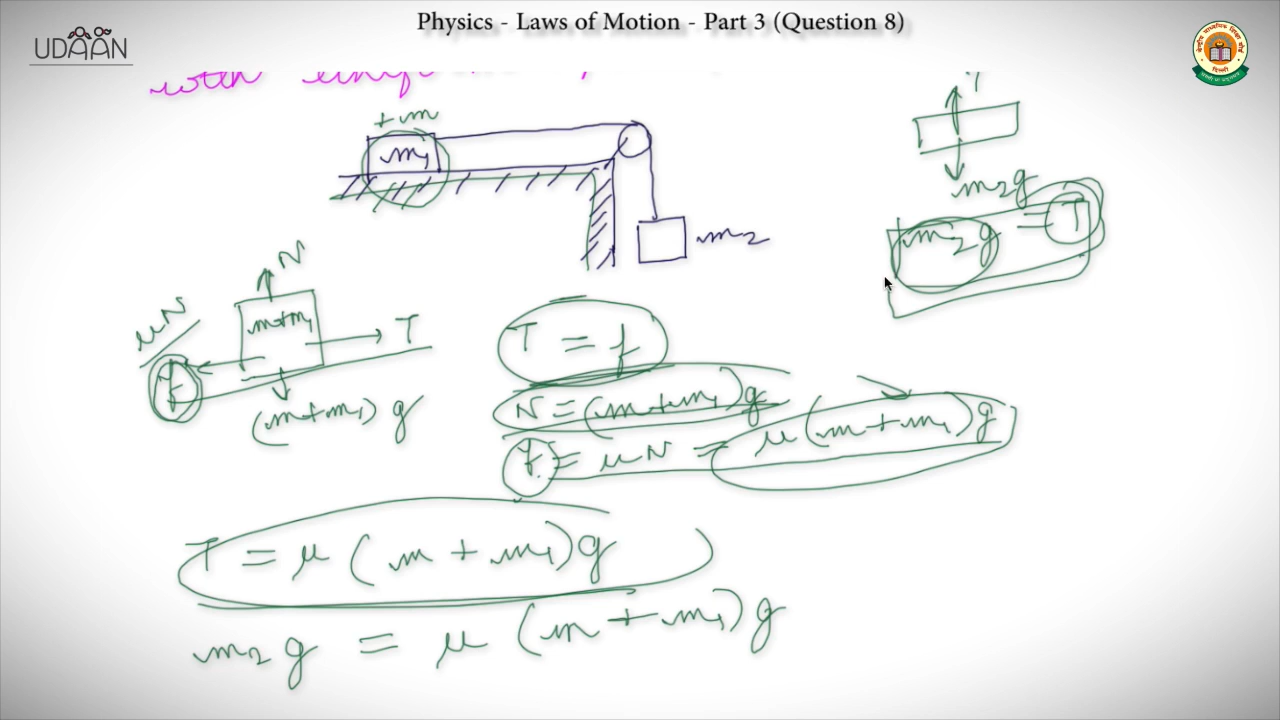 Physics - Laws of Motion - Part 3 (Question 8)
UDAAN
with
+m
m₁
m₂
T
m₂g
m₂g = T
N
μN
m+m₁
T
f
(m+m₁) g
T = f
N = (m+m₁)g
f = μN = μ(m+m₁)g
T = μ (m + m₁)g
m₂g = μ (m + m₁)g